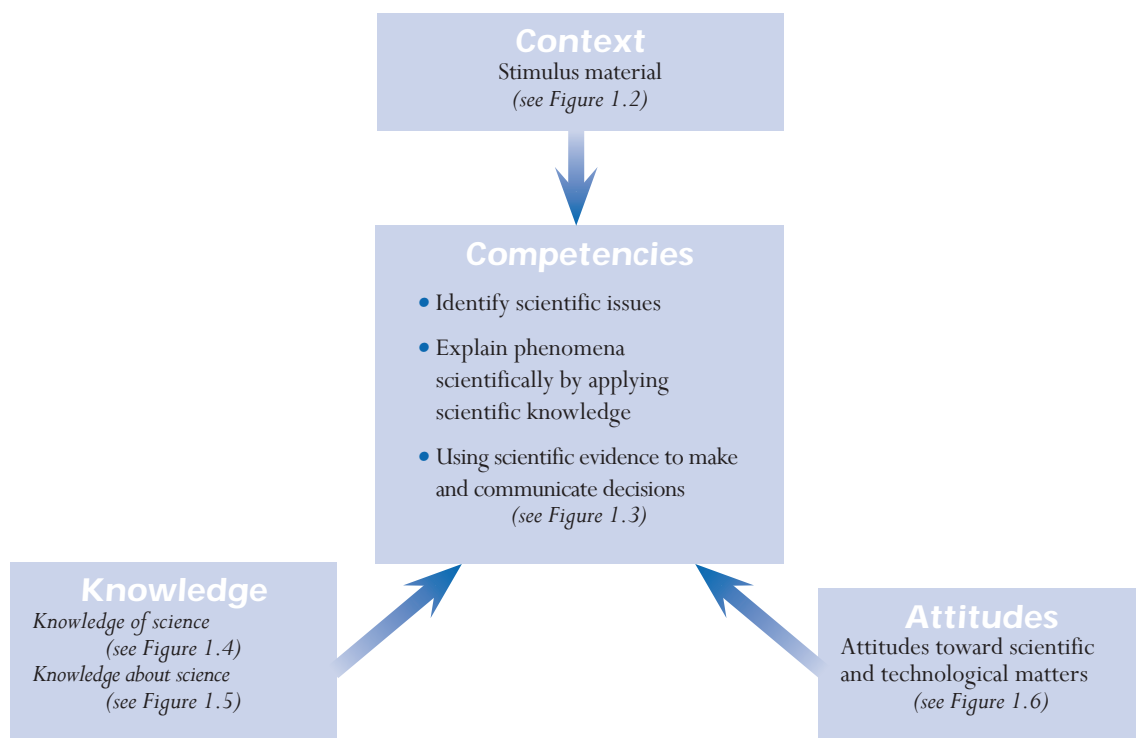 Context
Stimulus material
(see Figure 1.2)
Competencies
• Identify scientific issues
• Explain phenomena
scientifically by applying
scientific knowledge
• Using scientific evidence to make
and communicate decisions
(see Figure 1.3)
Knowledge
Knowledge of science
(see Figure 1.4)
Knowledge about science
(see Figure 1.5)
Attitudes
Attitudes toward scientific
and technological matters
(see Figure 1.6)